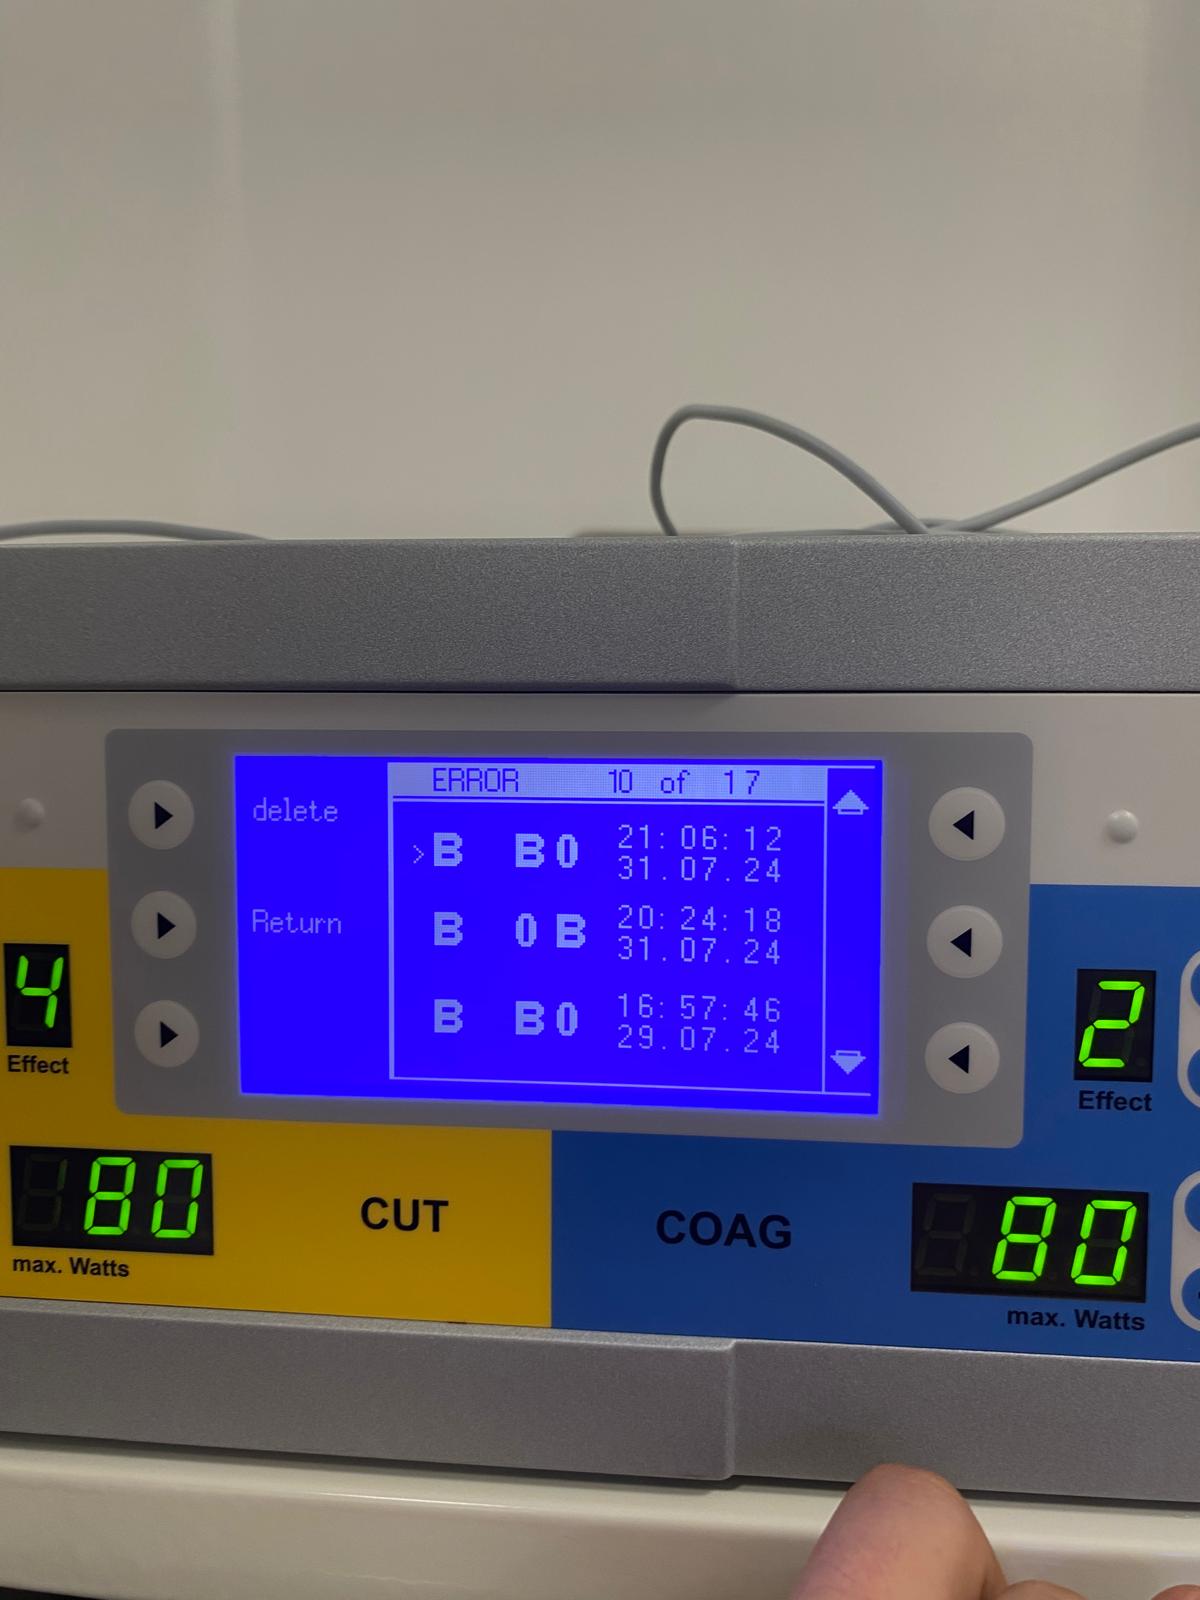 ERROR 10 of 17
delete
>B B0 21:06:12
31.07.24
Return
B 0B 20:24:18
31.07.24
B B0 16:57:46
29.07.24
4
Effect
2
Effect
80
max. Watts
CUT
COAG
80
max. Watts